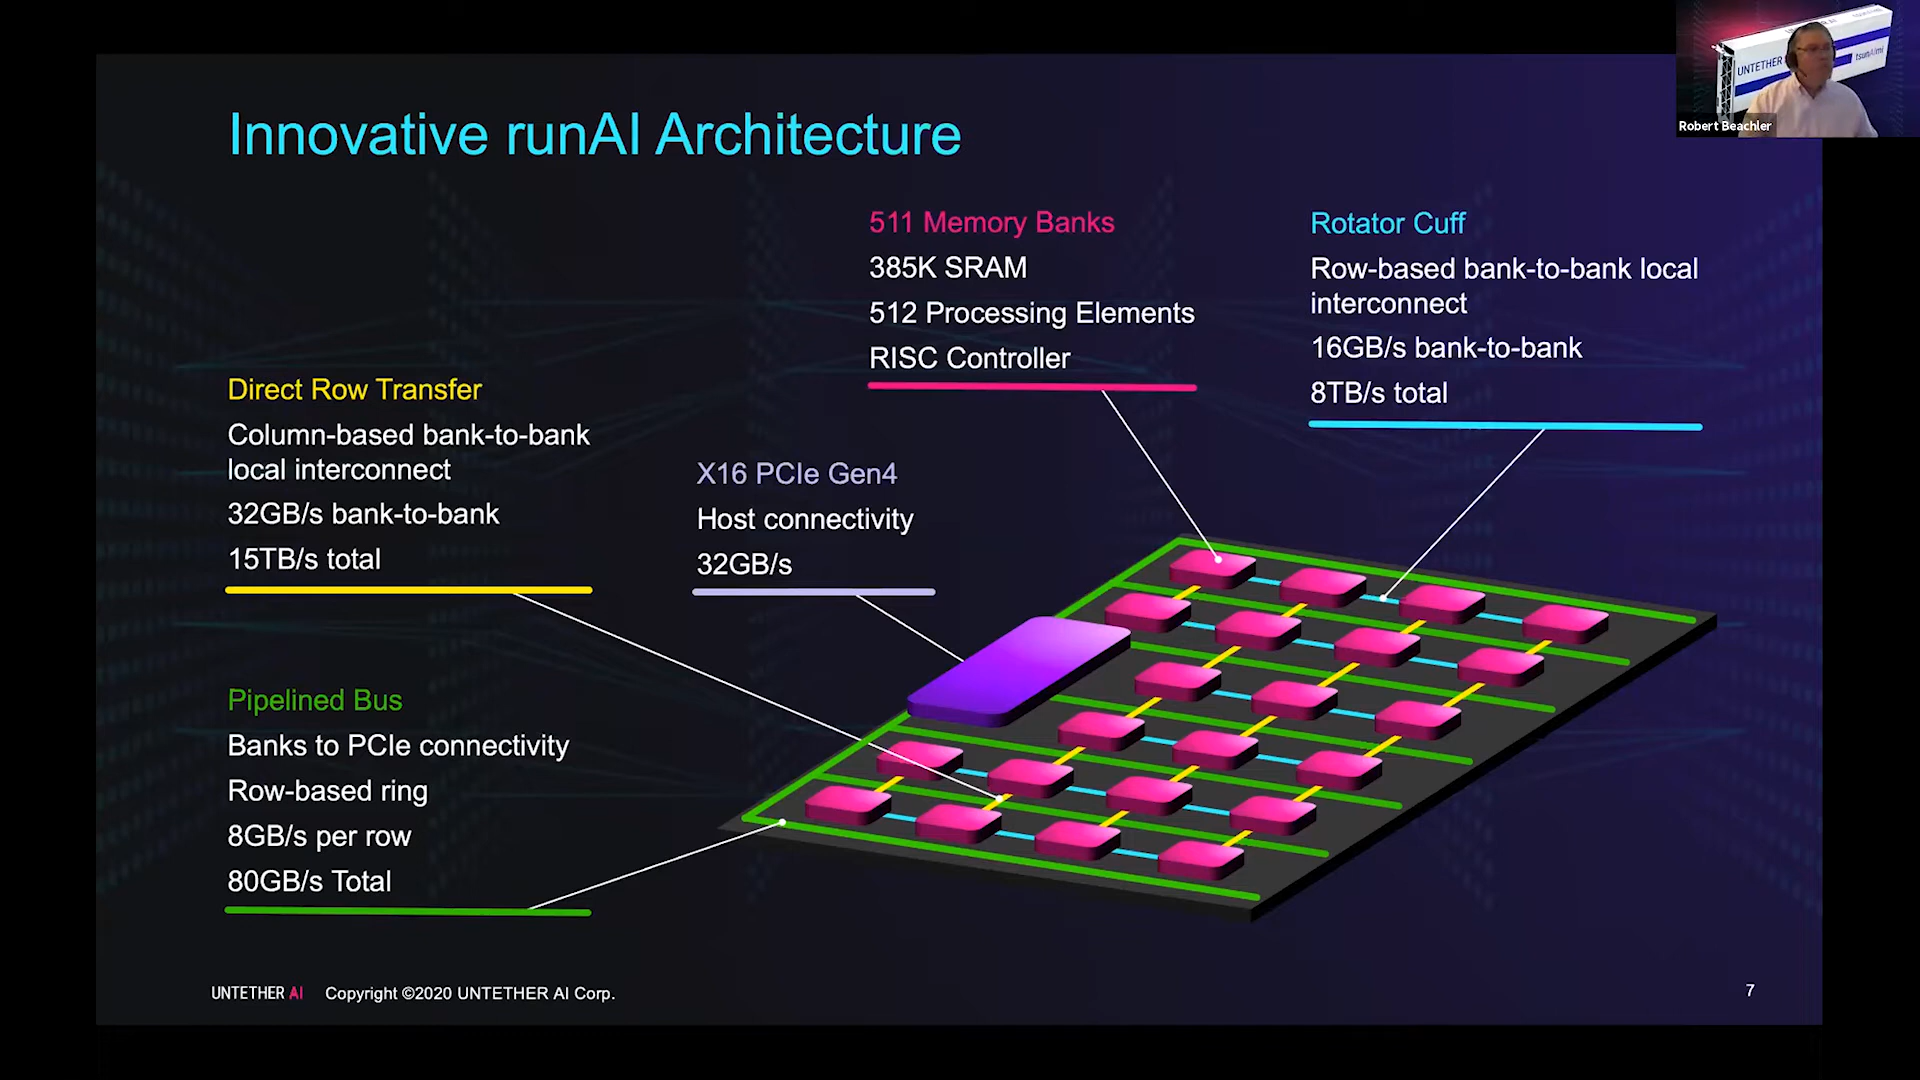 Innovative runAI Architecture
511 Memory Banks
385K SRAM
512 Processing Elements
RISC Controller
Rotator Cuff
Row-based bank-to-bank local
interconnect
16GB/s bank-to-bank
8TB/s total
Direct Row Transfer
Column-based bank-to-bank
local interconnect
32GB/s bank-to-bank
15TB/s total
X16 PCIe Gen4
Host connectivity
32GB/s
Pipelined Bus
Banks to PCIe connectivity
Row-based ring
8GB/s per row
80GB/s Total
UNTETHER AI Copyright ©2020 UNTETHER AI Corp.
7
UNTETHER
tsunAImi
Robert Beachler